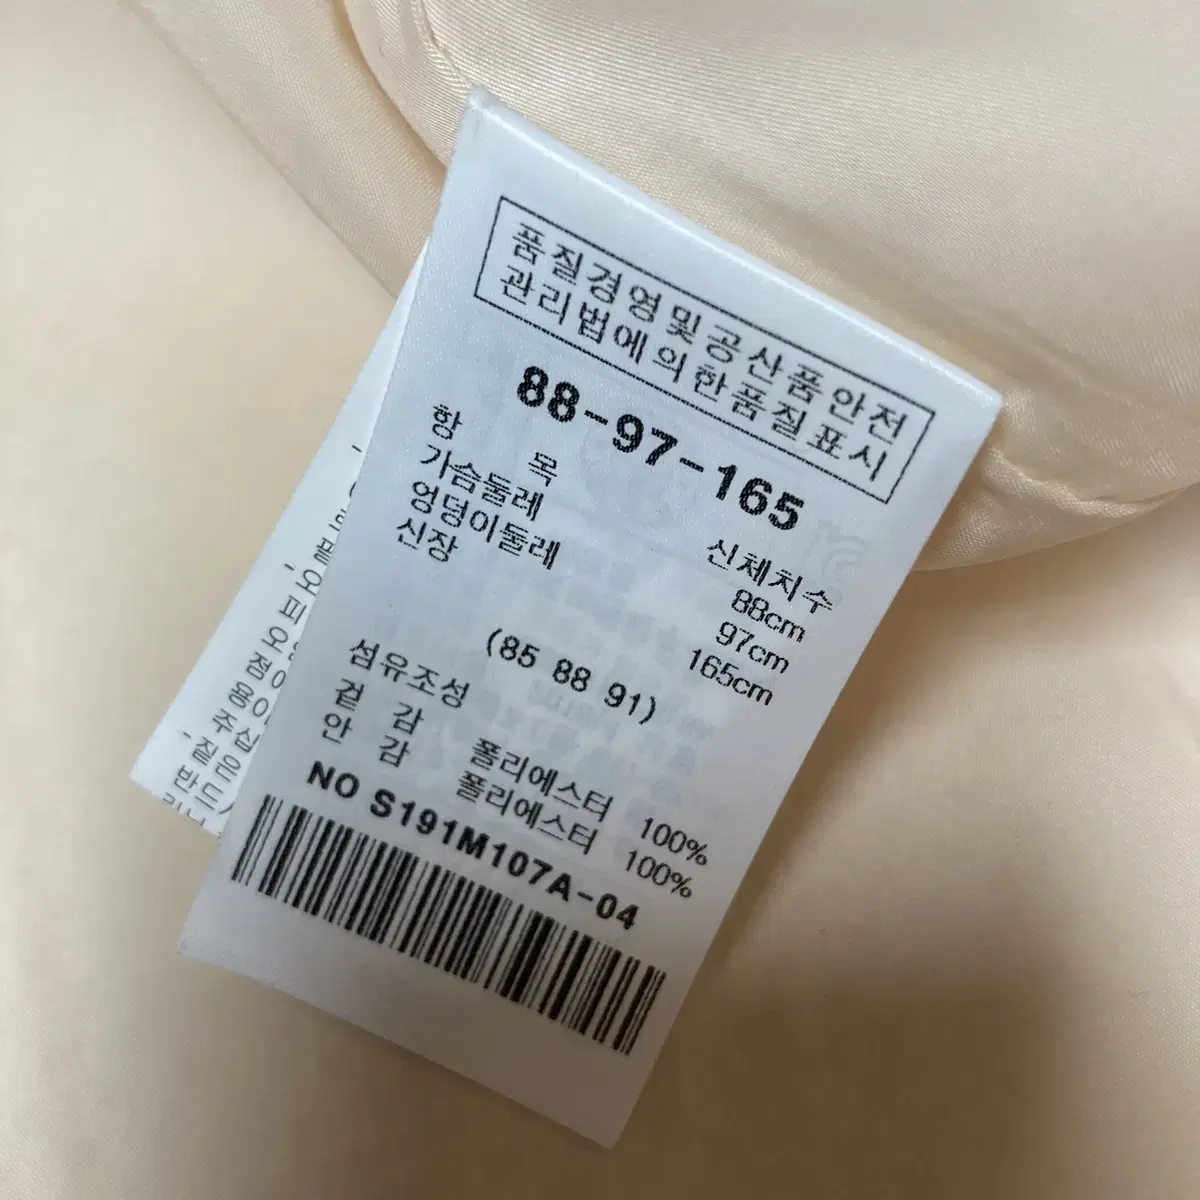 품질경영및공산품안전
관리법에의한품질표시
88-97-165
항 목 신체치수
가슴둘레 88cm
엉덩이둘레 97cm
신장 165cm
(85 88 91)
섬유조성
겉 감 폴리에스터 100%
안 감 폴리에스터 100%
NO S191M107A-04